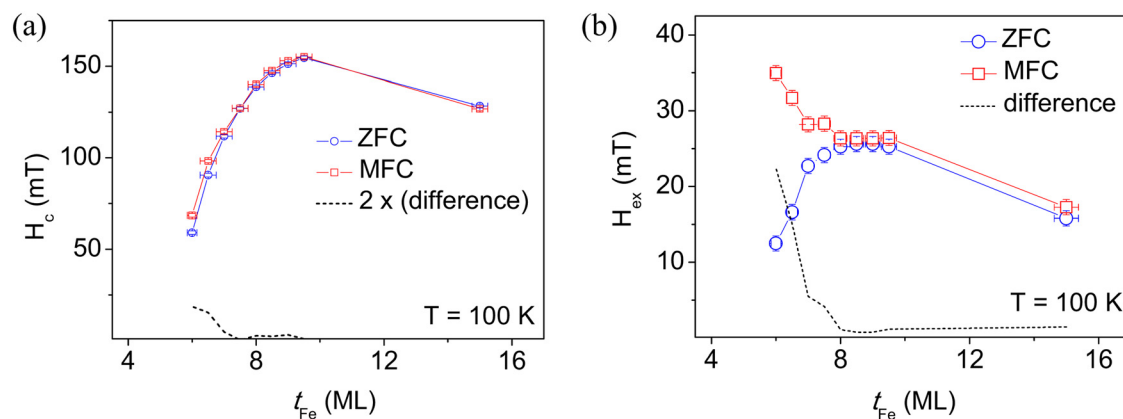 (a)
150
100
50
H_c (mT)
ZFC
MFC
2 x (difference)
T = 100 K
4 8 12 16
t_Fe (ML)
(b)
40
30
20
10
H_ex (mT)
ZFC
MFC
difference
T = 100 K
4 8 12 16
t_Fe (ML)